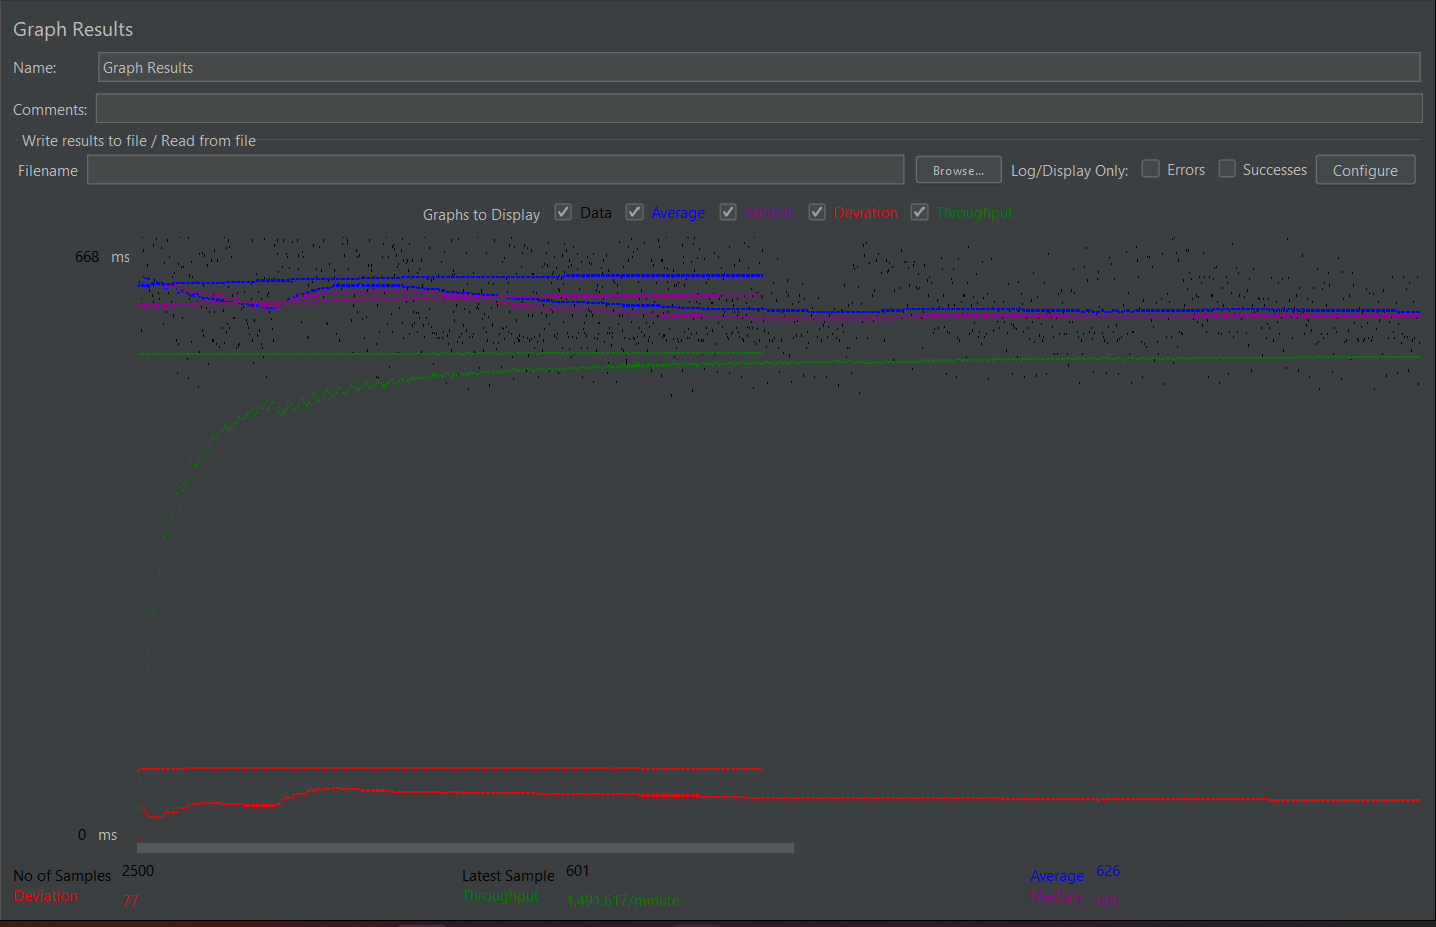 Graph Results
Name: Graph Results
Comments:
Write results to file / Read from file
Filename Browse... Log/Display Only: Errors Successes Configure
Graphs to Display Data Average Median Deviation Throughput
668 ms
0 ms
No of Samples 2500 Latest Sample 601 Average 626
Deviation 77 Throughput 1,491.617/minute Median